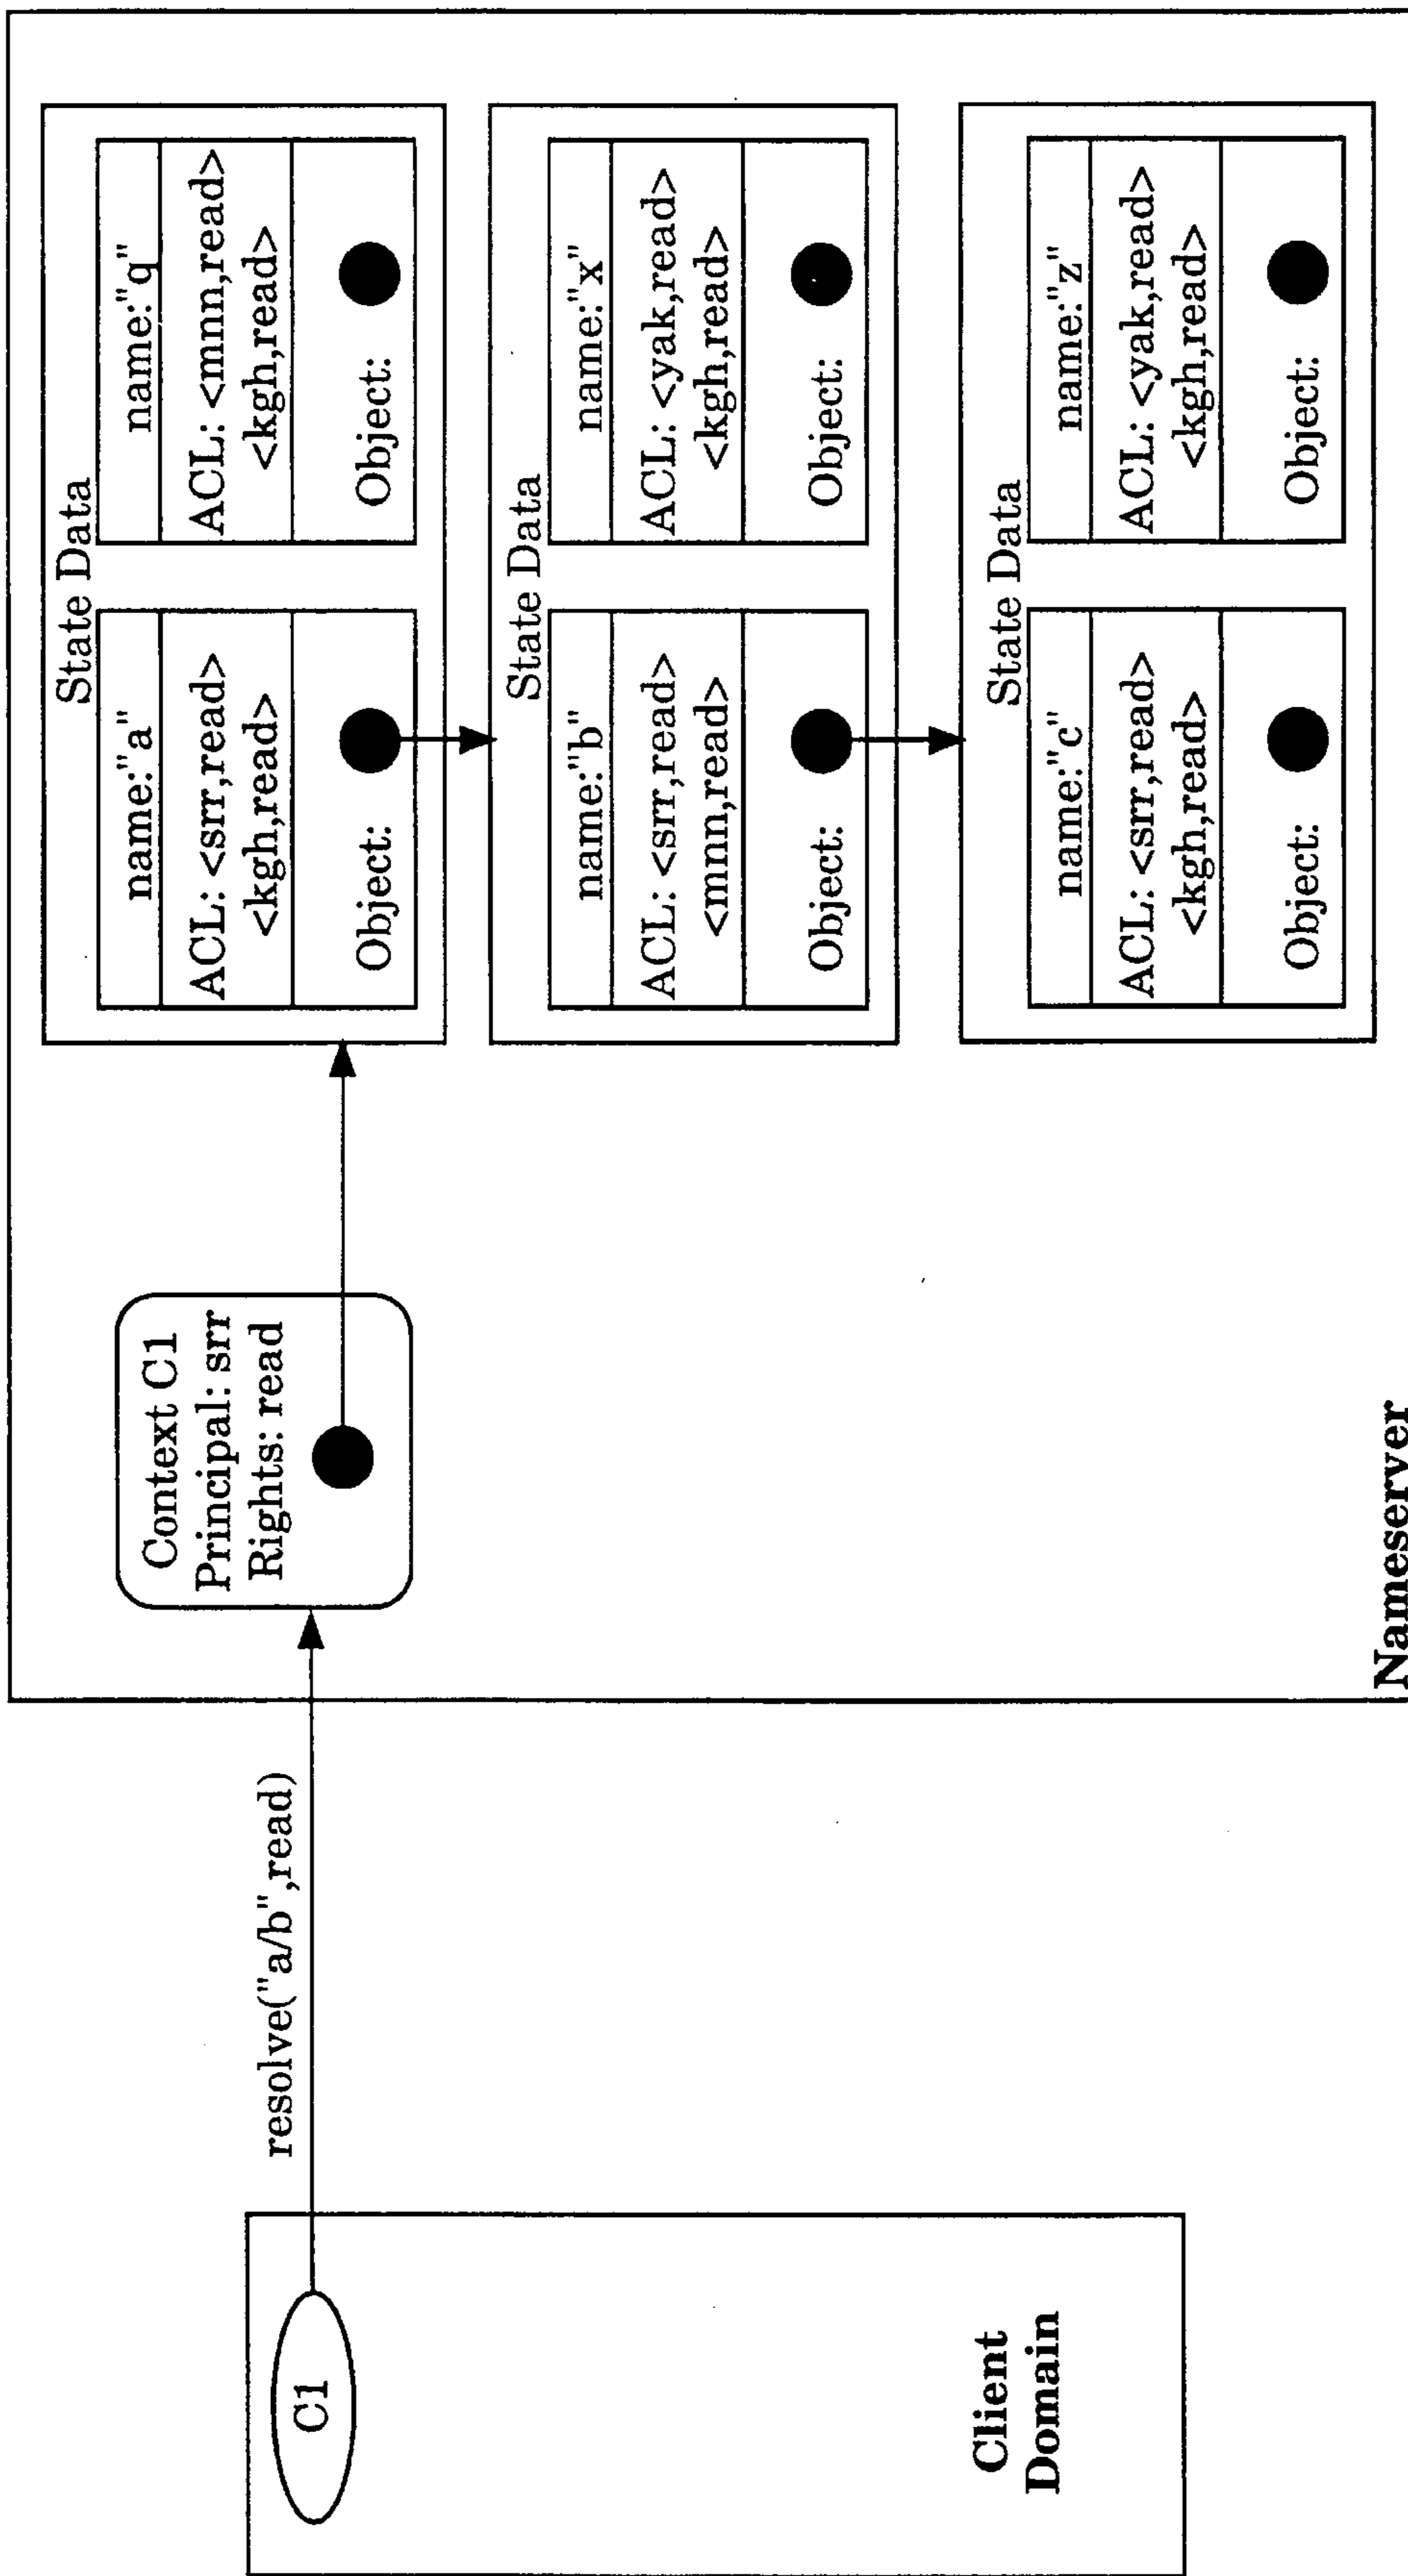 C1
Client
Domain
resolve("a/b",read)
Nameserver
Context C1
Principal: srr
Rights: read
State Data
name:"a"
ACL: <srr,read>
<kgh,read>
Object:
name:"q"
ACL: <mnn,read>
<kgh,read>
Object:
State Data
name:"b"
ACL: <srr,read>
<mnn,read>
Object:
name:"x"
ACL: <yak,read>
<kgh,read>
Object:
State Data
name:"c"
ACL: <srr,read>
<kgh,read>
Object:
name:"z"
ACL: <yak,read>
<kgh,read>
Object: